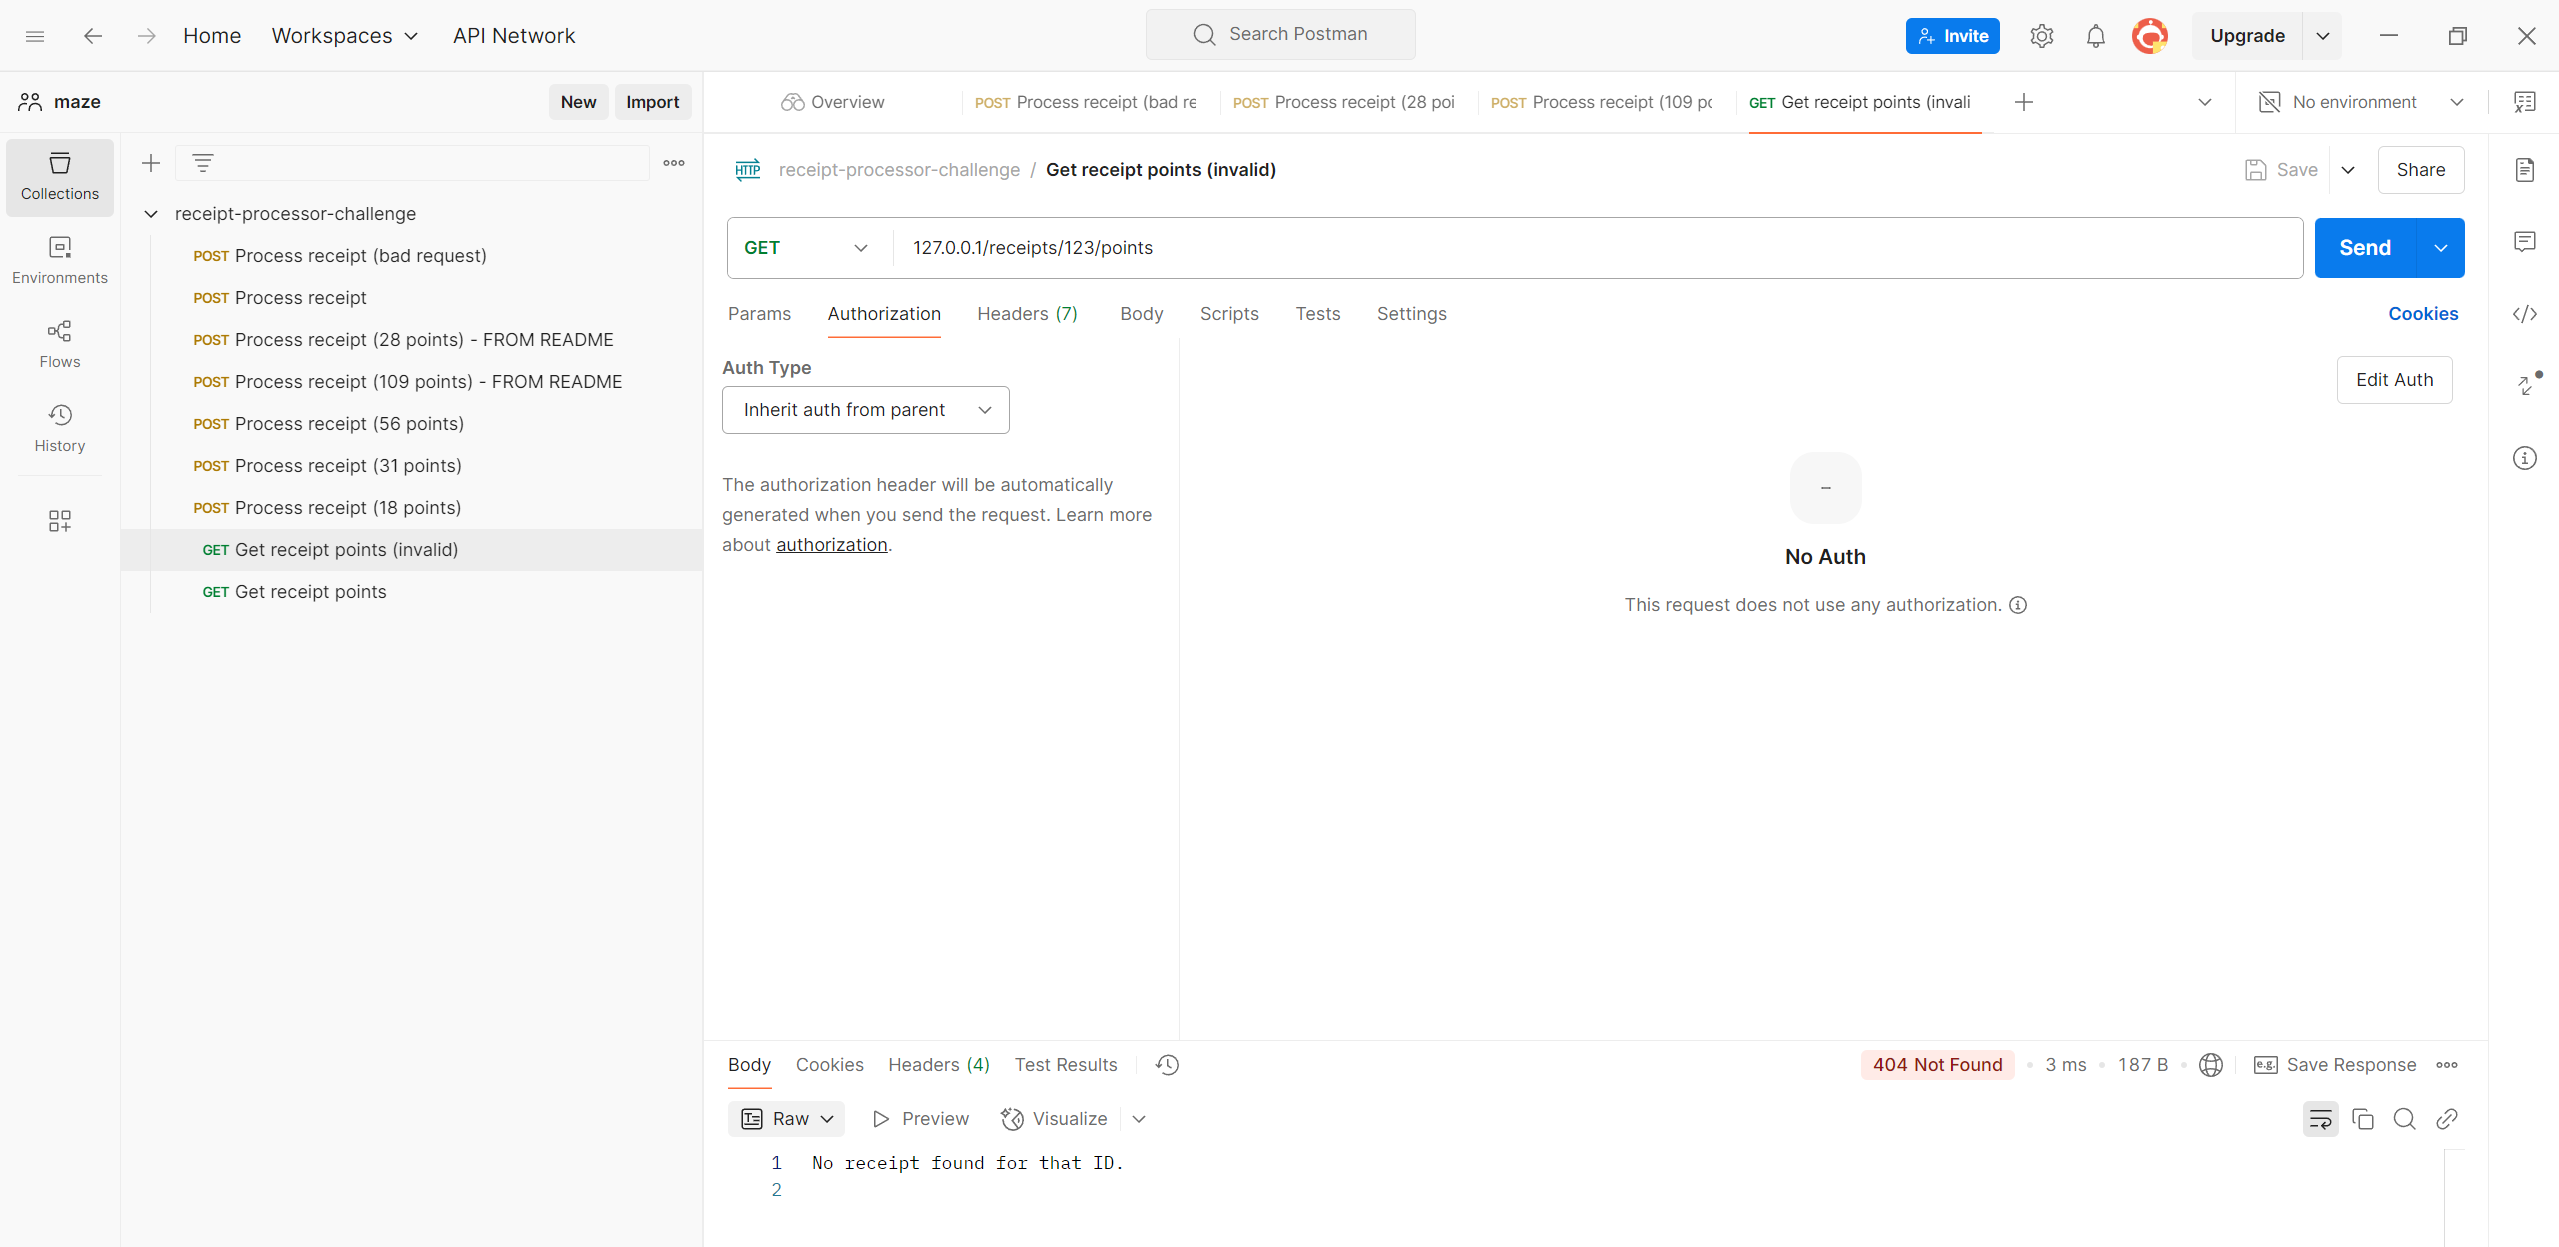 Home Workspaces API Network Search Postman Invite Upgrade
maze New Import
Overview POST Process receipt (bad re POST Process receipt (28 poi POST Process receipt (109 po GET Get receipt points (invali No environment
Collections
Environments
Flows
History
receipt-processor-challenge
POST Process receipt (bad request)
POST Process receipt
POST Process receipt (28 points) - FROM README
POST Process receipt (109 points) - FROM README
POST Process receipt (56 points)
POST Process receipt (31 points)
POST Process receipt (18 points)
GET Get receipt points (invalid)
GET Get receipt points
HTTP receipt-processor-challenge / Get receipt points (invalid) Save Share
GET 127.0.0.1/receipts/123/points Send
Params Authorization Headers (7) Body Scripts Tests Settings Cookies
Auth Type
Inherit auth from parent
Edit Auth
The authorization header will be automatically
generated when you send the request. Learn more
about authorization.
No Auth
This request does not use any authorization.
Body Cookies Headers (4) Test Results 404 Not Found • 3 ms • 187 B e.g. Save Response
Raw Preview Visualize
1 No receipt found for that ID.
2